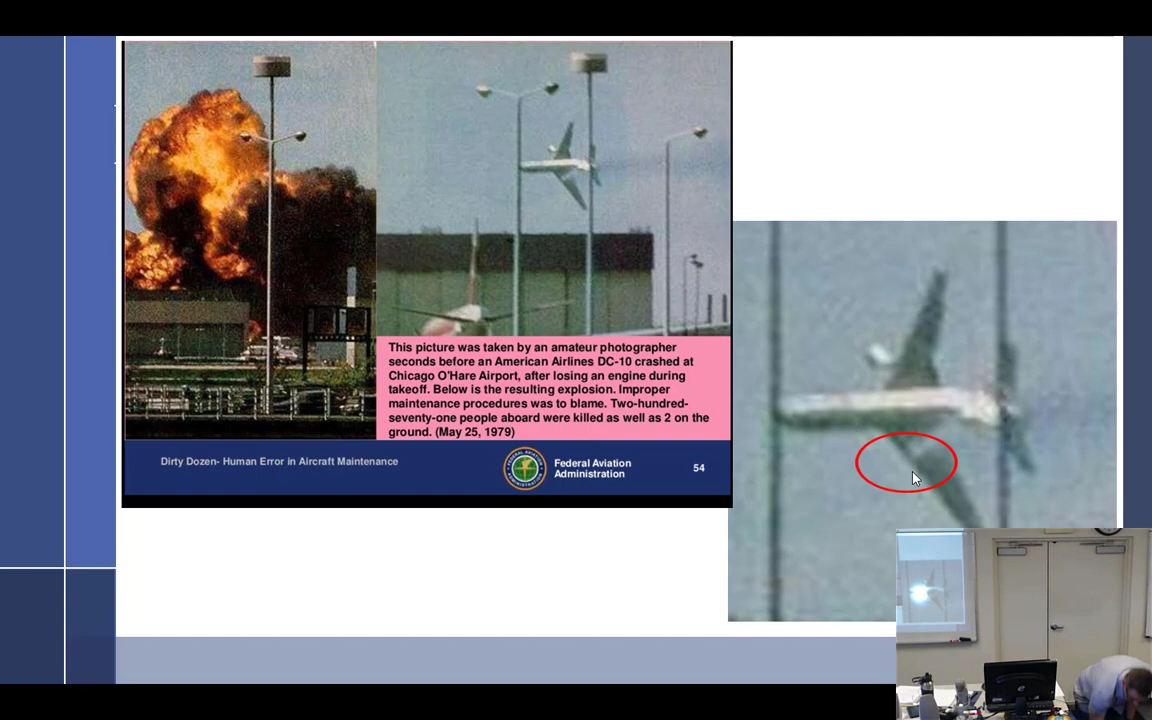 This picture was taken by an amateur photographer
seconds before an American Airlines DC-10 crashed at
Chicago O'Hare Airport, after losing an engine during
takeoff. Below is the resulting explosion. Improper
maintenance procedures was to blame. Two-hundred-
seventy-one people aboard were killed as well as 2 on the
ground. (May 25, 1979)
Dirty Dozen- Human Error in Aircraft Maintenance
Federal Aviation
Administration
54